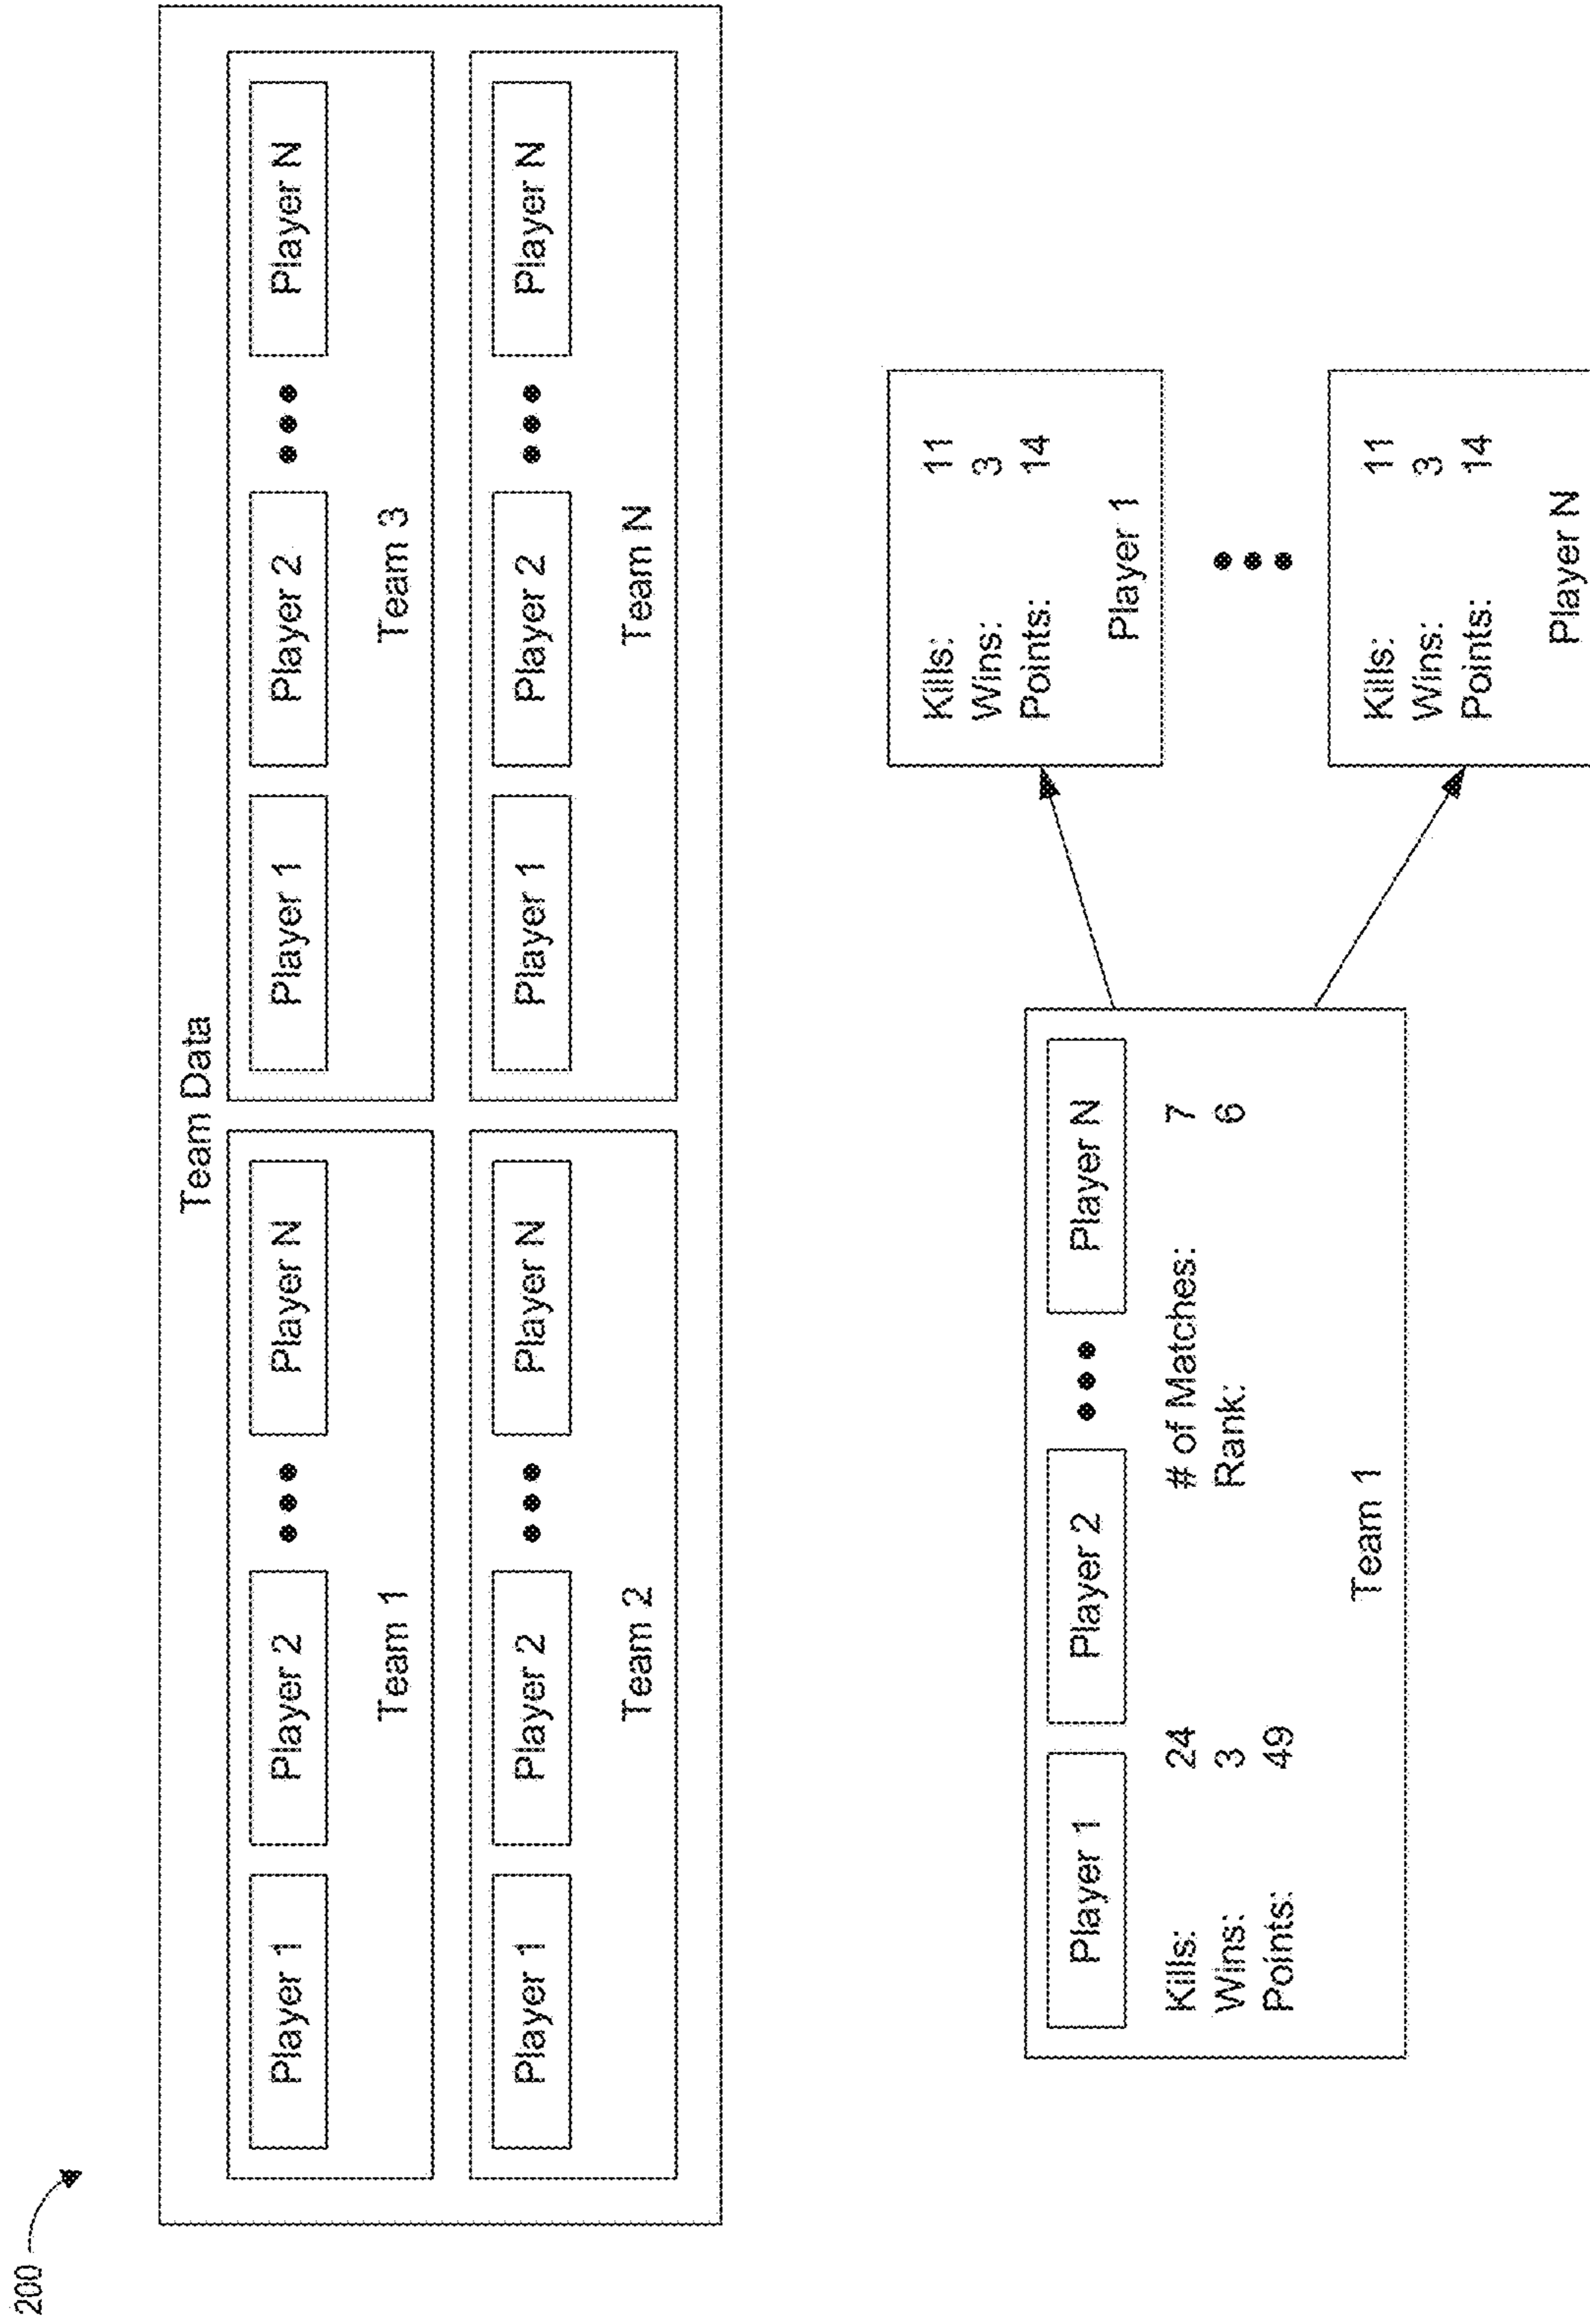 200
Team Data
Player 1 Player 2 ••• Player N
Team 1
Player 1 Player 2 ••• Player N
Team 3
Player 1 Player 2 ••• Player N
Team 2
Player 1 Player 2 ••• Player N
Team N
Player 1 Player 2 ••• Player N
Kills: 24 # of Matches: 7
Wins: 3 Rank: 6
Points: 49
Team 1
Kills: 11
Wins: 3
Points: 14
Player 1
•••
Kills: 11
Wins: 3
Points: 14
Player N